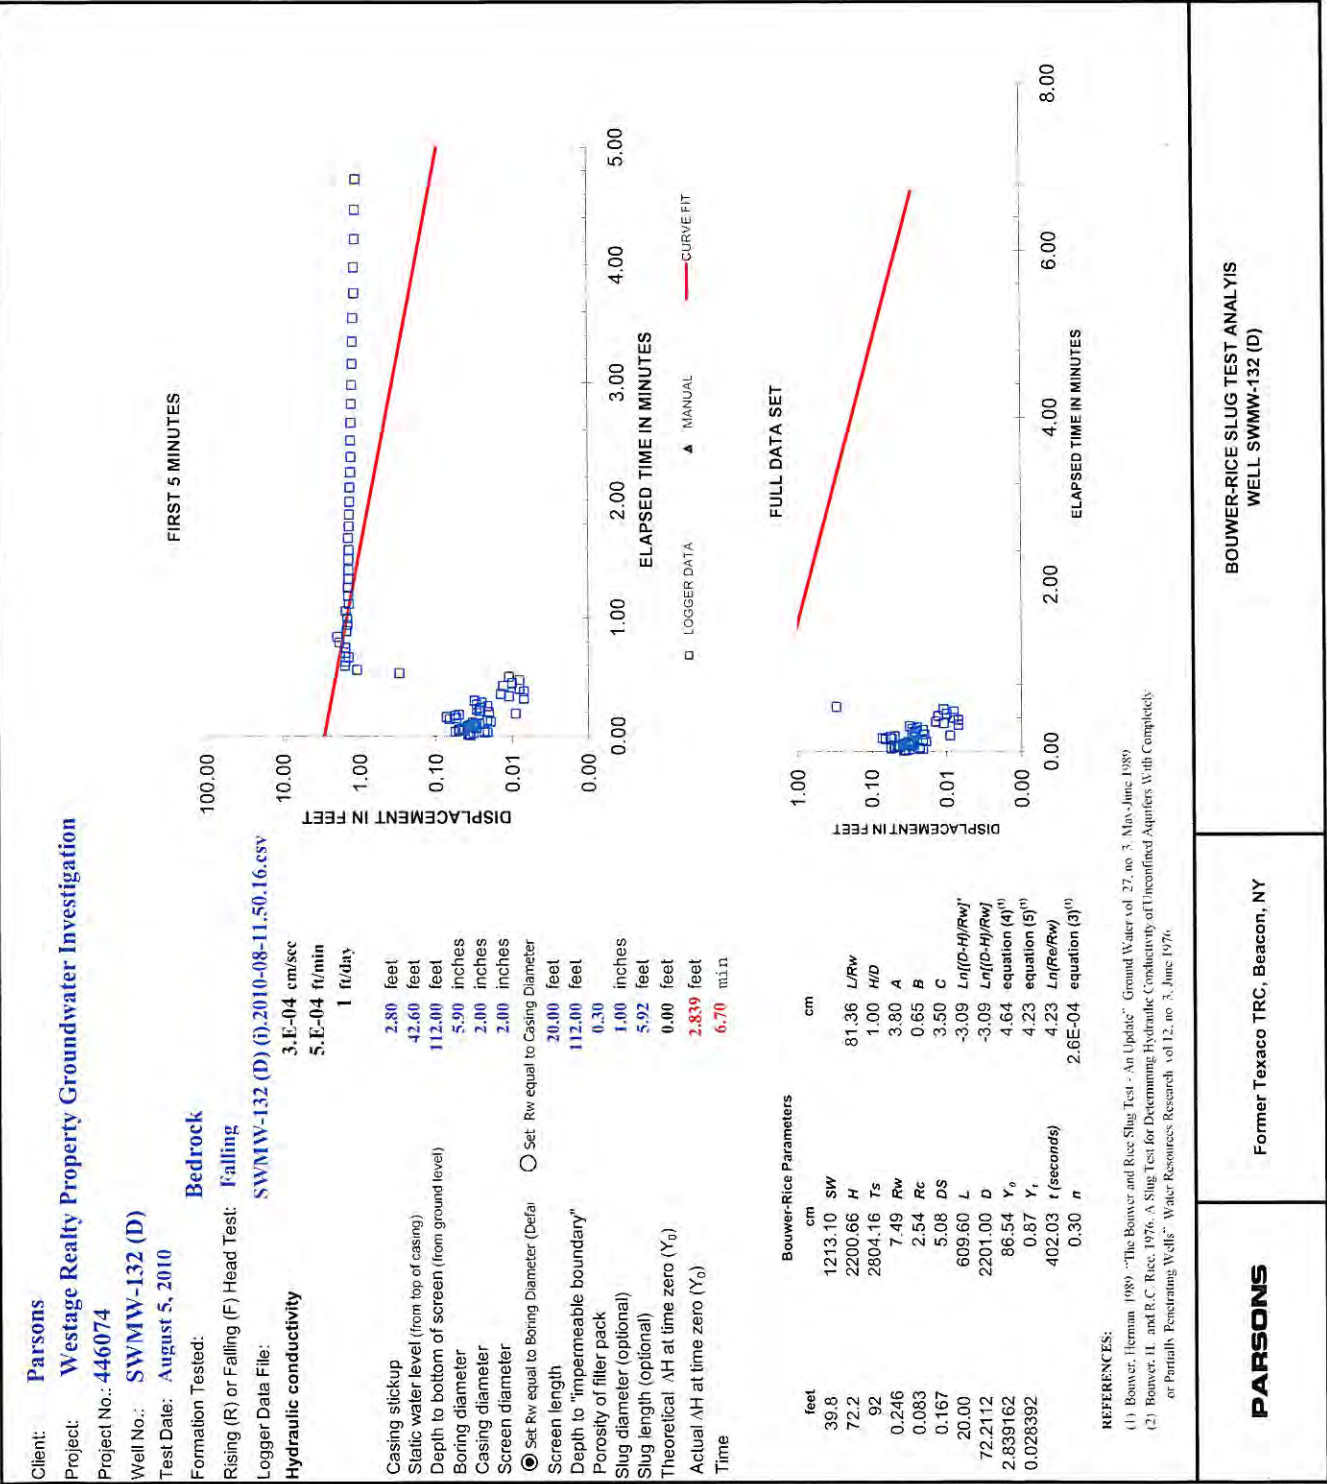 Client: Parsons
Project: Westage Realty Property Groundwater Investigation
Project No.: 446074
Well No.: SWMW-132 (D)
Test Date: August 5, 2010
Formation Tested: Bedrock
Rising (R) or Falling (F) Head Test: Falling
Logger Data File: SWMW-132 (D) (i).2010-08-11.50.16.csv
Hydraulic conductivity 3.E-04 cm/sec
5.E-04 ft/min
1 ft/day
Casing stickup 2.80 feet
Static water level (from top of casing) 42.60 feet
Depth to bottom of screen (from ground level) 112.00 feet
Boring diameter 5.90 inches
Casing diameter 2.00 inches
Screen diameter 2.00 inches
Set Rw equal to Boring Diameter (Defai Set Rw equal to Casing Diameter
Screen length 20.00 feet
Depth to "impermeable boundary" 112.00 feet
Porosity of filter pack 0.30
Slug diameter (optional) 1.00 inches
Slug length (optional) 5.92 feet
Theoretical ΔH at time zero (Y₀) 0.00 feet
Actual ΔH at time zero (Y₀) 2.839 feet
Time 6.70 min
FIRST 5 MINUTES
DISPLACEMENT IN FEET
100.00
10.00
1.00
0.10
0.01
0.00
0.00 1.00 2.00 3.00 4.00 5.00
ELAPSED TIME IN MINUTES
LOGGER DATA MANUAL CURVE FIT
FULL DATA SET
DISPLACEMENT IN FEET
1.00
0.10
0.01
0.00
0.00 2.00 4.00 6.00 8.00
ELAPSED TIME IN MINUTES
Bouwer-Rice Parameters
feet cm cm
39.8 1213.10 SW 81.36 L/Rw
72.2 2200.66 H 1.00 H/D
92 2804.16 Ts 3.80 A
0.246 7.49 Rw 0.65 B
0.083 2.54 Rc 3.50 C
0.167 5.08 DS -3.09 Ln[(D-H)/Rw]'
20.00 609.60 L -3.09 Ln[(D-H)/Rw]
72.2112 2201.00 D 4.64 equation (4)⁽¹⁾
2.839162 86.54 Y₀ 4.23 equation (5)⁽¹⁾
0.028392 0.87 Yₜ 4.23 Ln(Re/Rw)
402.03 t (seconds) 2.6E-04 equation (3)⁽¹⁾
0.30 n
REFERENCES:
(1) Bouwer, Herman 1989. "The Bouwer and Rice Slug Test - An Update" Ground Water vol. 27, no 3. May-June 1989
(2) Bouwer, H. and R.C. Rice, 1976. A Slug Test for Determining Hydraulic Conductivity of Unconfined Aquifers With Completely
or Partially Penetrating Wells" Water Resources Research vol 12, no 3, June 1976
PARSONS
Former Texaco TRC, Beacon, NY
BOUWER-RICE SLUG TEST ANALYIS
WELL SWMW-132 (D)